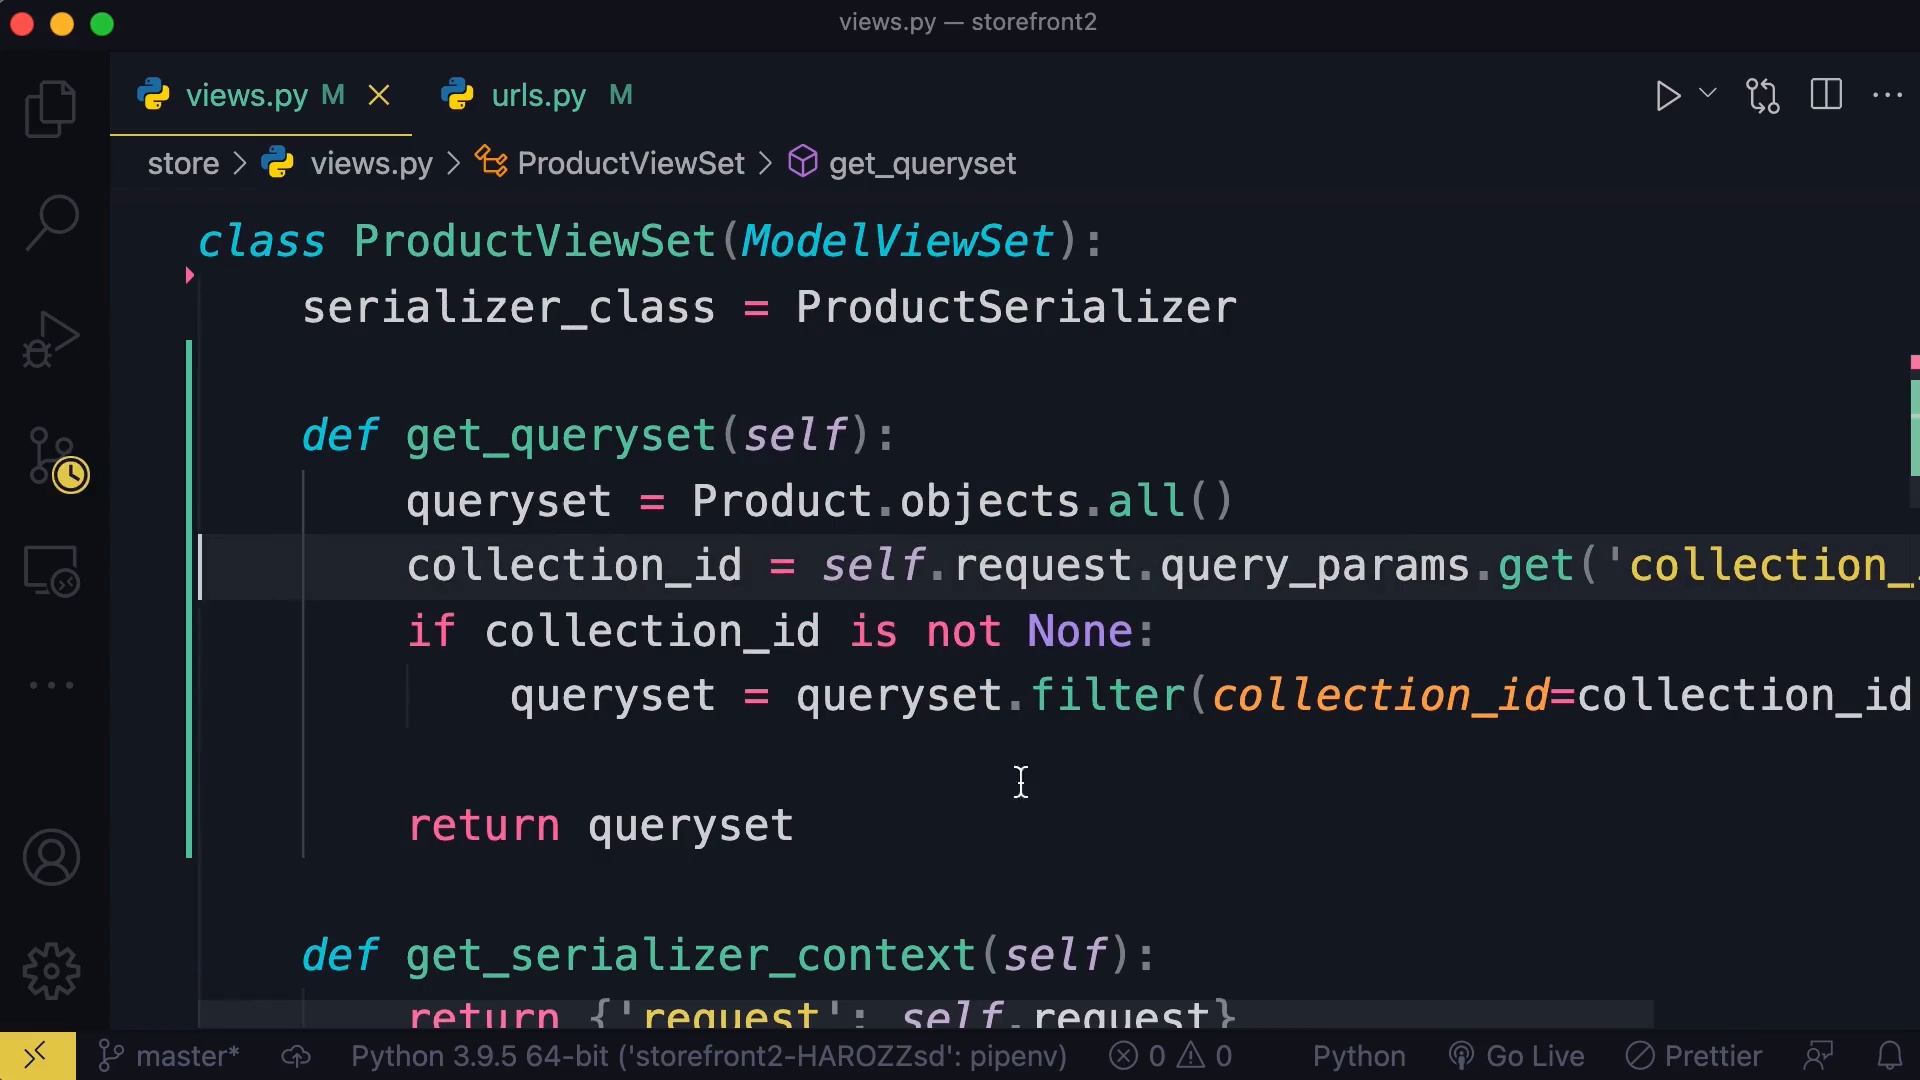 views.py — storefront2
views.py M urls.py M
store > views.py > ProductViewSet > get_queryset
class ProductViewSet(ModelViewSet):
serializer_class = ProductSerializer
def get_queryset(self):
queryset = Product.objects.all()
collection_id = self.request.query_params.get('collection_
if collection_id is not None:
queryset = queryset.filter(collection_id=collection_id
return queryset
def get_serializer_context(self):
return {'request': self.request}
master* Python 3.9.5 64-bit ('storefront2-HAROZZsd': pipenv) 0 0 Python Go Live Prettier